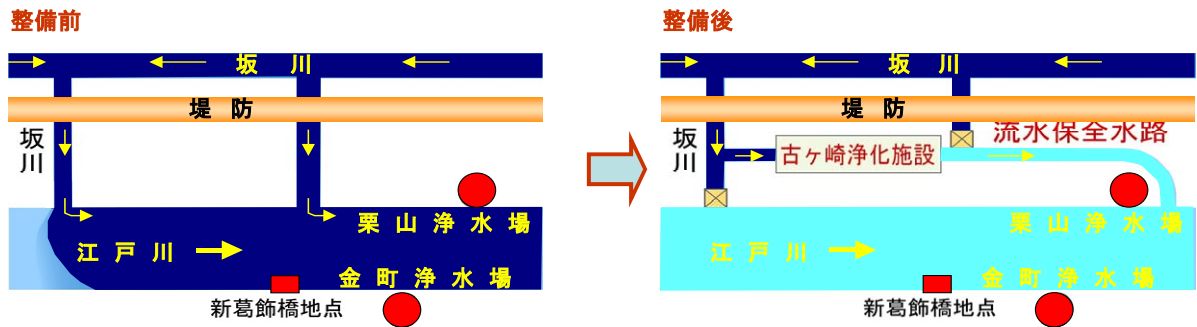 整備前
坂川
堤防
坂川
江戸川
栗山浄水場
金町浄水場
新葛飾橋地点
整備後
坂川
堤防
坂川
流水保全水路
古ヶ崎浄化施設
江戸川
栗山浄水場
金町浄水場
新葛飾橋地点